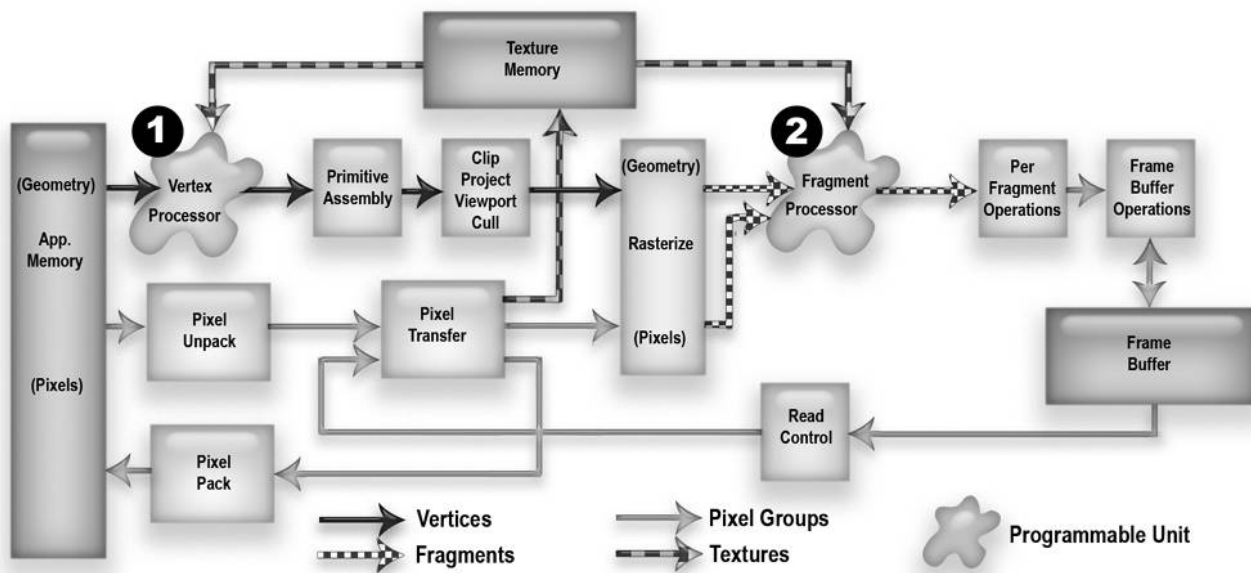 Texture
Memory
1
2
(Geometry)
App.
Memory
(Pixels)
Vertex
Processor
Primitive
Assembly
Clip
Project
Viewport
Cull
(Geometry)
Rasterize
(Pixels)
Fragment
Processor
Per
Fragment
Operations
Frame
Buffer
Operations
Pixel
Unpack
Pixel
Transfer
Frame
Buffer
Read
Control
Pixel
Pack
Vertices
Fragments
Pixel Groups
Textures
Programmable Unit